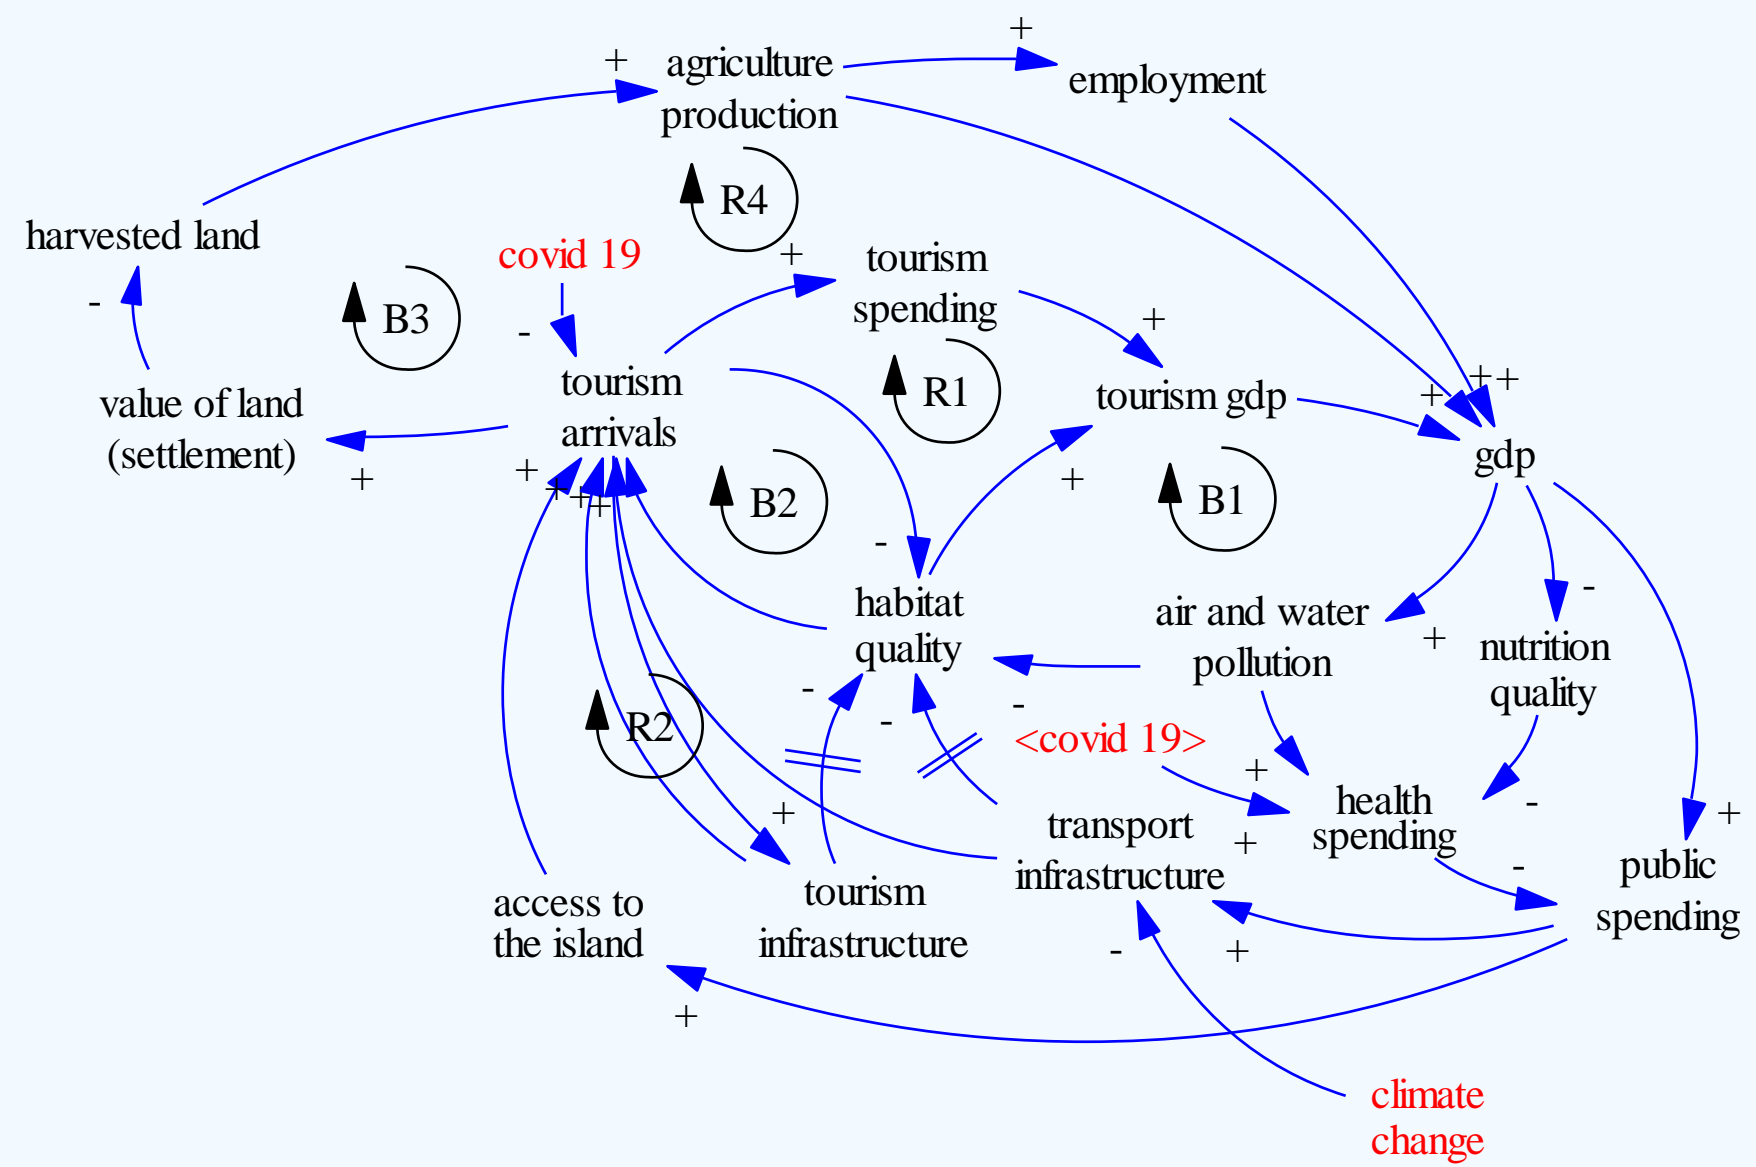 +
+
agriculture
production
employment
R4
harvested land
covid 19
+
tourism
spending
-
B3
-
+
tourism
arrivals
R1
tourism gdp
+
+
+
value of land
(settlement)
+
gdp
+
+
+
+
B2
+
B1
+
-
habitat
quality
air and water
pollution
-
+
nutrition
quality
-
-
-
R2
<covid 19>
+
-
+
health
spending
+
transport
infrastructure
+
-
public
spending
access to
the island
tourism
infrastructure
-
+
+
climate
change